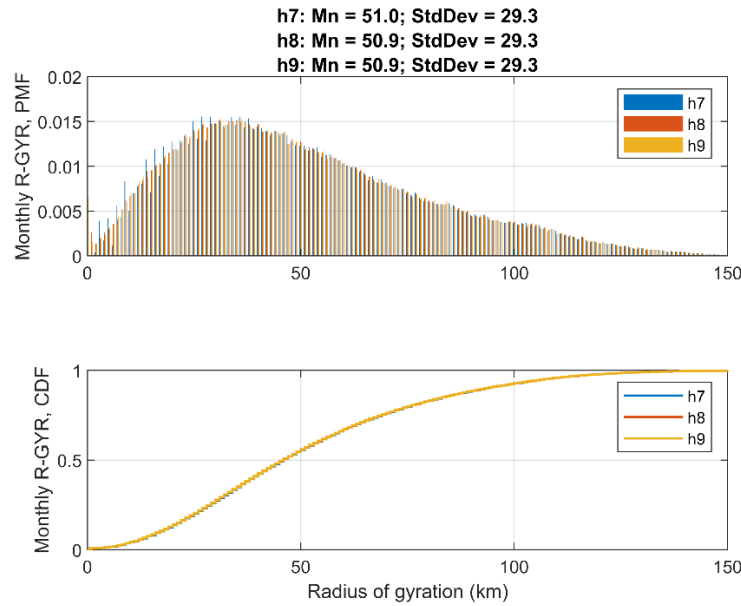 h7: Mn = 51.0; StdDev = 29.3
h8: Mn = 50.9; StdDev = 29.3
h9: Mn = 50.9; StdDev = 29.3
Monthly R-GYR, PMF
0.02
0.015
0.01
0.005
0
0
50
100
150
h7
h8
h9
Monthly R-GYR, CDF
1
0.5
0
0
50
100
150
h7
h8
h9
Radius of gyration (km)